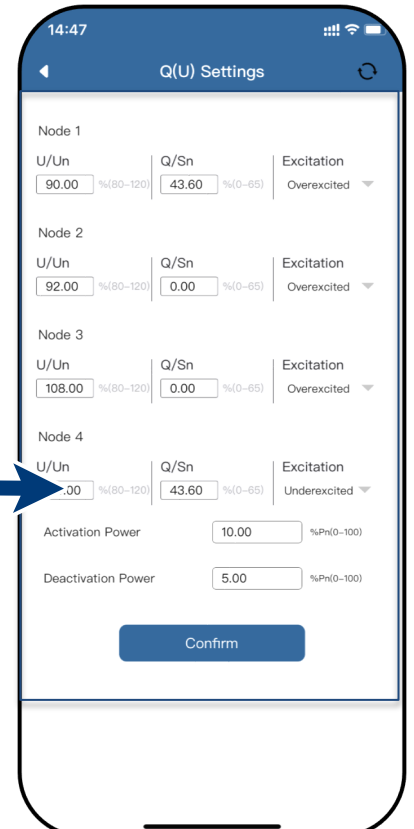 14:47
Q(U) Settings
Node 1
U/Un Q/Sn Excitation
90.00 %(80-120) 43.60 %(0-65) Overexcited
Node 2
U/Un Q/Sn Excitation
92.00 %(80-120) 0.00 %(0-65) Overexcited
Node 3
U/Un Q/Sn Excitation
108.00 %(80-120) 0.00 %(0-65) Overexcited
Node 4
U/Un Q/Sn Excitation
.00 %(80-120) 43.60 %(0-65) Underexcited
Activation Power 10.00 %Pn(0-100)
Deactivation Power 5.00 %Pn(0-100)
Confirm